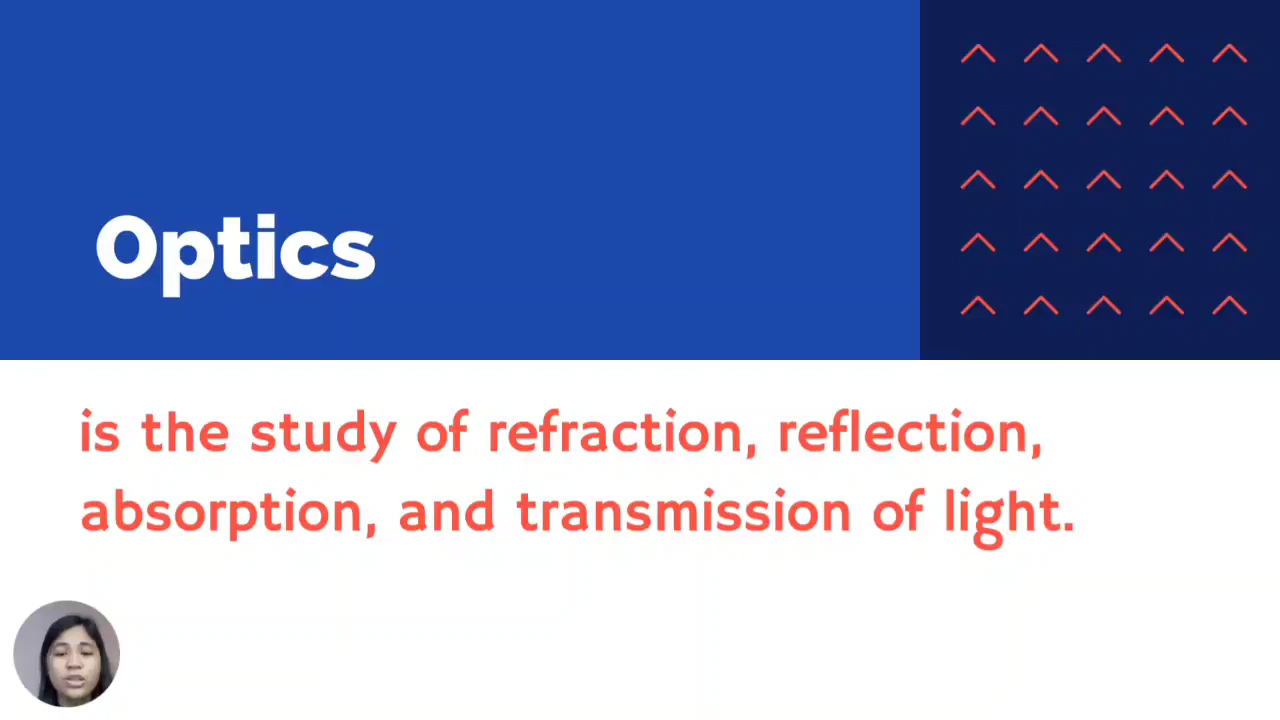 Optics
is the study of refraction, reflection,
absorption, and transmission of light.